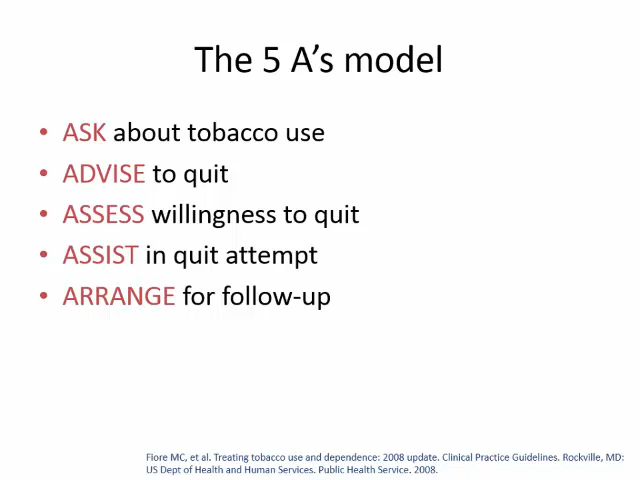 The 5 A’s model
• ASK about tobacco use
• ADVISE to quit
• ASSESS willingness to quit
• ASSIST in quit attempt
• ARRANGE for follow-up
Fiore MC, et al. Treating tobacco use and dependence: 2008 update. Clinical Practice Guidelines. Rockville, MD:
US Dept of Health and Human Services. Public Health Service. 2008.